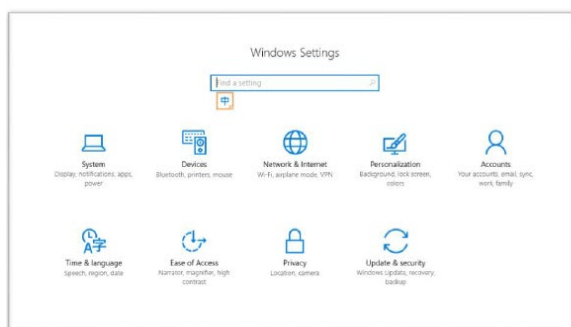 Windows Settings
Find a setting
中
System
Display, notifications, apps,
power
Devices
Bluetooth, printers, mouse
Network & Internet
Wi-Fi, airplane mode, VPN
Personalization
Background, lock screen,
colors
Accounts
Your accounts, email, sync,
work, family
A字
Time & language
Speech, region, date
Ease of Access
Narrator, magnifier, high
contrast
Privacy
Location, camera
Update & security
Windows Update, recovery,
backup